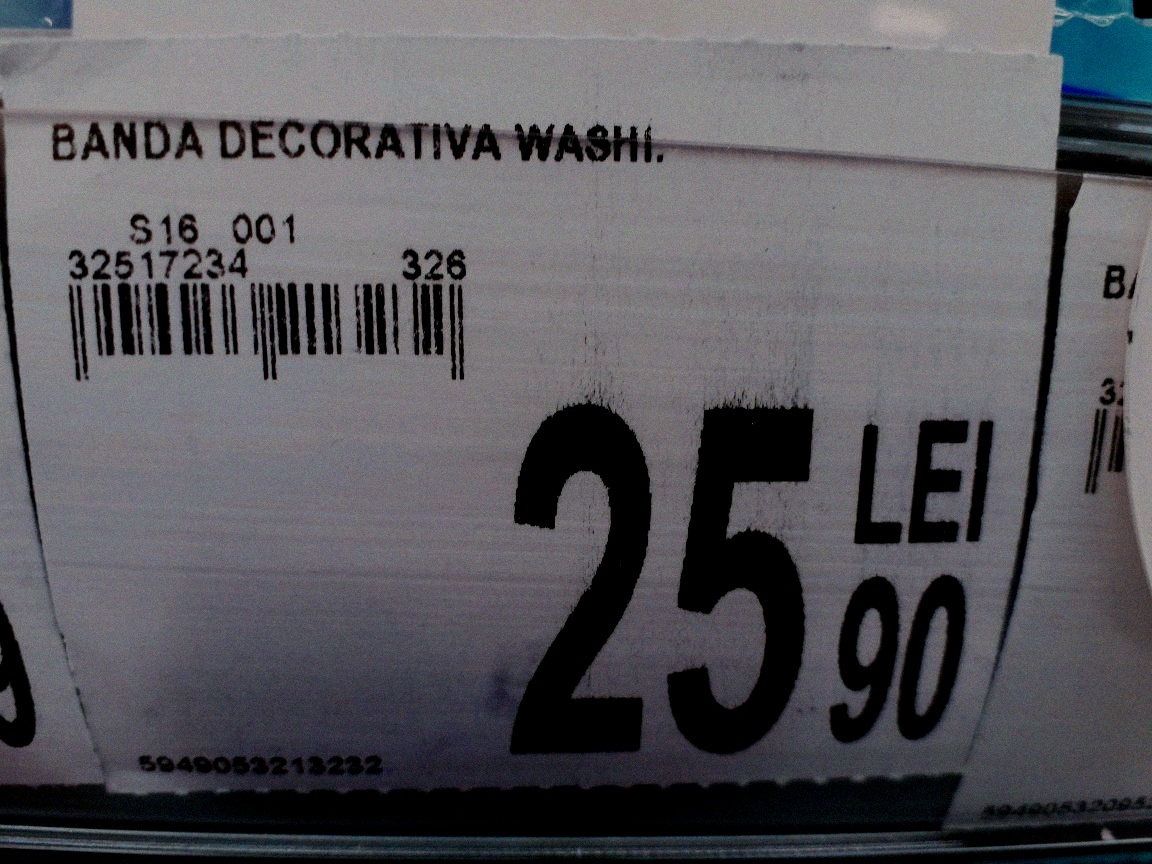 BANDA DECORATIVA WASHI.
S16 001
32517234 326
25 LEI 90
5949053213232